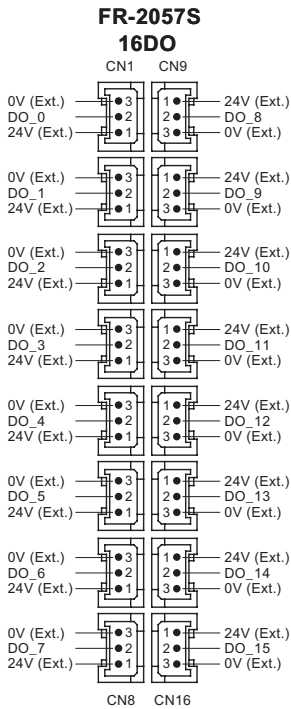 FR-2057S
16DO
CN1 CN9
0V (Ext.) 3 1 24V (Ext.)
DO_0 2 2 DO_8
24V (Ext.) 1 3 0V (Ext.)
0V (Ext.) 3 1 24V (Ext.)
DO_1 2 2 DO_9
24V (Ext.) 1 3 0V (Ext.)
0V (Ext.) 3 1 24V (Ext.)
DO_2 2 2 DO_10
24V (Ext.) 1 3 0V (Ext.)
0V (Ext.) 3 1 24V (Ext.)
DO_3 2 2 DO_11
24V (Ext.) 1 3 0V (Ext.)
0V (Ext.) 3 1 24V (Ext.)
DO_4 2 2 DO_12
24V (Ext.) 1 3 0V (Ext.)
0V (Ext.) 3 1 24V (Ext.)
DO_5 2 2 DO_13
24V (Ext.) 1 3 0V (Ext.)
0V (Ext.) 3 1 24V (Ext.)
DO_6 2 2 DO_14
24V (Ext.) 1 3 0V (Ext.)
0V (Ext.) 3 1 24V (Ext.)
DO_7 2 2 DO_15
24V (Ext.) 1 3 0V (Ext.)
CN8 CN16